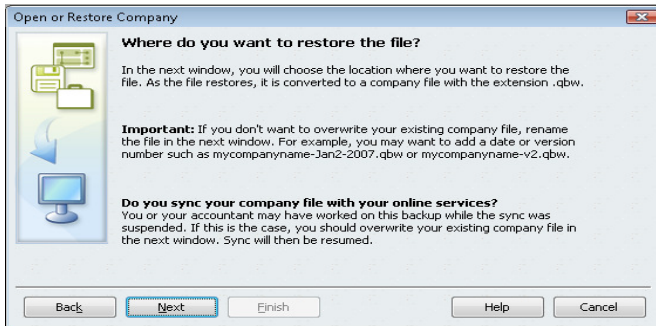 Open or Restore Company
Where do you want to restore the file?
In the next window, you will choose the location where you want to restore the
file. As the file restores, it is converted to a company file with the extension .qbw.
Important: If you don't want to overwrite your existing company file, rename
the file in the next window. For example, you may want to add a date or version
number such as mycompanyname-Jan2-2007.qbw or mycompanyname-v2.qbw.
Do you sync your company file with your online services?
You or your accountant may have worked on this backup while the sync was
suspended. If this is the case, you should overwrite your existing company file in
the next window. Sync will then be resumed.
Back Next Finish Help Cancel